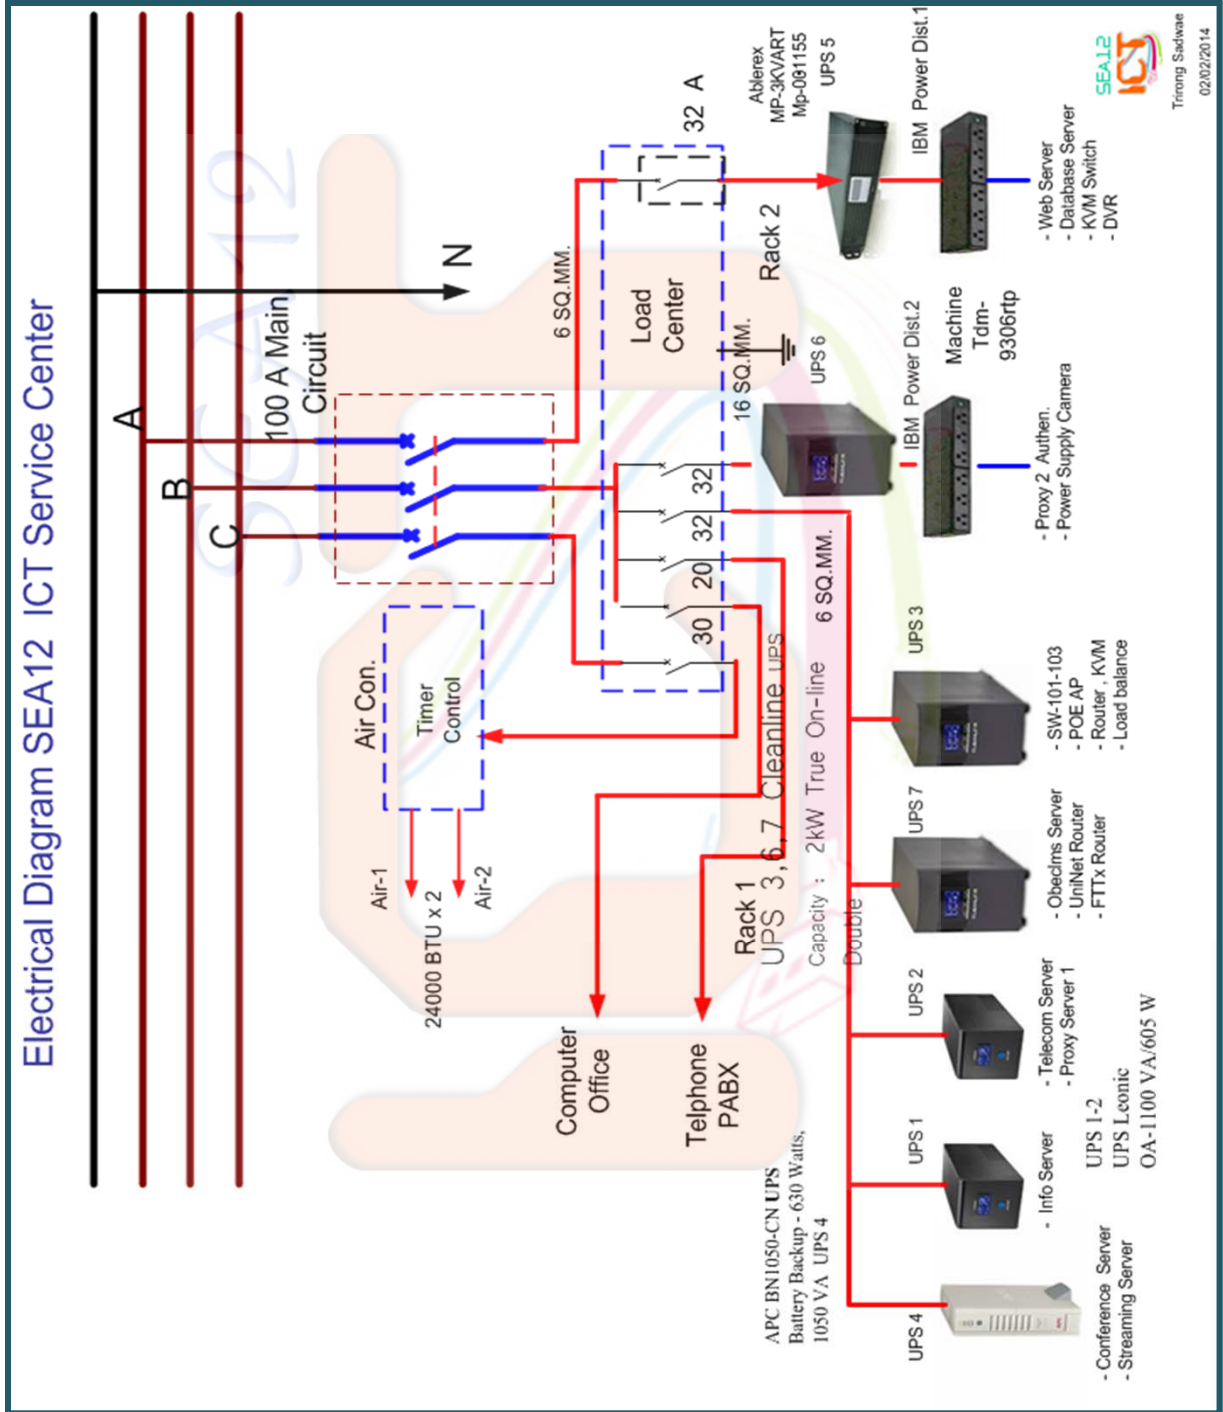 Electrical Diagram SEA12 ICT Service Center
A
B
C
N
100 A Main
Circuit
SEA12
6 SQ.MM.
Load
Center
32 A
16 SQ.MM.
32
32
20
30
Air Con.
Timer
Control
Air-1
Air-2
24000 BTU x 2
Computer
Office
Telphone
PABX
Rack 1
UPS 3,6,7 Cleanline UPS
Capacity : 2kW True On-line
Double
6 SQ.MM.
Rack 2
Ablerex
MP-3KVART
Mp-081155
UPS 5
IBM Power Dist.1
- Web Server
- Database Server
- KVM Switch
- DVR
UPS 6
IBM Power Dist.2
Machine
Tdm-
9306rtp
- Proxy 2 Authen.
- Power Supply Camera
UPS 3
- SW-101-103
- POE AP
- Router , KVM
- Load balance
UPS 7
- Obeclms Server
- UniNet Router
- FTTx Router
UPS 2
- Telecom Server
- Proxy Server 1
UPS 1
- Info Server
UPS 1-2
UPS Leonic
OA-1100 VA/605 W
APC BN1050-CN UPS
Battery Backup - 630 Watts,
1050 VA UPS 4
UPS 4
- Conference Server
- Streaming Server
SEA12
ICT
Trirong Sadwae
02/02/2014